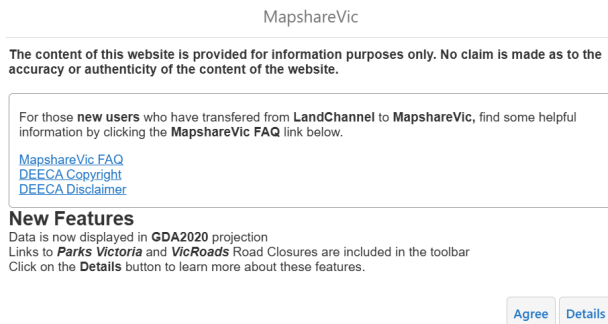 MapshareVic
The content of this website is provided for information purposes only. No claim is made as to the
accuracy or authenticity of the content of the website.
For those new users who have transfered from LandChannel to MapshareVic, find some helpful
information by clicking the MapshareVic FAQ link below.
MapshareVic FAQ
DEECA Copyright
DEECA Disclaimer
New Features
Data is now displayed in GDA2020 projection
Links to Parks Victoria and VicRoads Road Closures are included in the toolbar
Click on the Details button to learn more about these features.
Agree Details